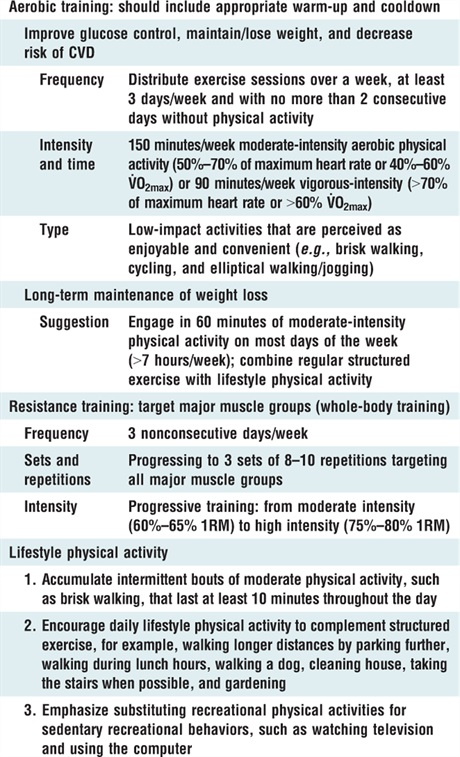 Aerobic training: should include appropriate warm-up and cooldown
Improve glucose control, maintain/lose weight, and decrease
risk of CVD
Frequency Distribute exercise sessions over a week, at least
3 days/week and with no more than 2 consecutive
days without physical activity
Intensity 150 minutes/week moderate-intensity aerobic physical
and time activity (50%–70% of maximum heart rate or 40%–60%
V̇O2max) or 90 minutes/week vigorous-intensity (>70%
of maximum heart rate or >60% V̇O2max)
Type Low-impact activities that are perceived as
enjoyable and convenient (e.g., brisk walking,
cycling, and elliptical walking/jogging)
Long-term maintenance of weight loss
Suggestion Engage in 60 minutes of moderate-intensity
physical activity on most days of the week
(>7 hours/week); combine regular structured
exercise with lifestyle physical activity
Resistance training: target major muscle groups (whole-body training)
Frequency 3 nonconsecutive days/week
Sets and Progressing to 3 sets of 8–10 repetitions targeting
repetitions all major muscle groups
Intensity Progressive training: from moderate intensity
(60%–65% 1RM) to high intensity (75%–80% 1RM)
Lifestyle physical activity
1. Accumulate intermittent bouts of moderate physical activity, such
as brisk walking, that last at least 10 minutes throughout the day
2. Encourage daily lifestyle physical activity to complement structured
exercise, for example, walking longer distances by parking further,
walking during lunch hours, walking a dog, cleaning house, taking
the stairs when possible, and gardening
3. Emphasize substituting recreational physical activities for
sedentary recreational behaviors, such as watching television
and using the computer